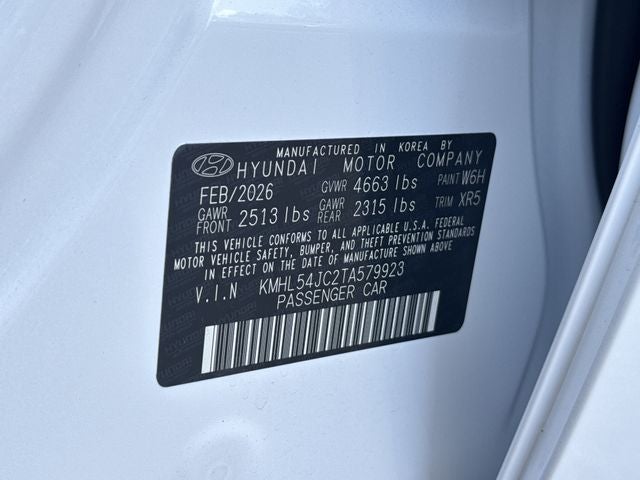 MANUFACTURED IN KOREA BY
HYUNDAI MOTOR COMPANY
FEB/2026 GVWR 4663 lbs PAINT W6H
GAWR FRONT 2513 lbs GAWR REAR 2315 lbs TRIM XR5
THIS VEHICLE CONFORMS TO ALL APPLICABLE U.S.A. FEDERAL
MOTOR VEHICLE SAFETY, BUMPER, AND THEFT PREVENTION STANDARDS
IN EFFECT ON THE DATE OF MANUFACTURE SHOWN ABOVE.
V.I.N KMHL54JC2TA579923
PASSENGER CAR